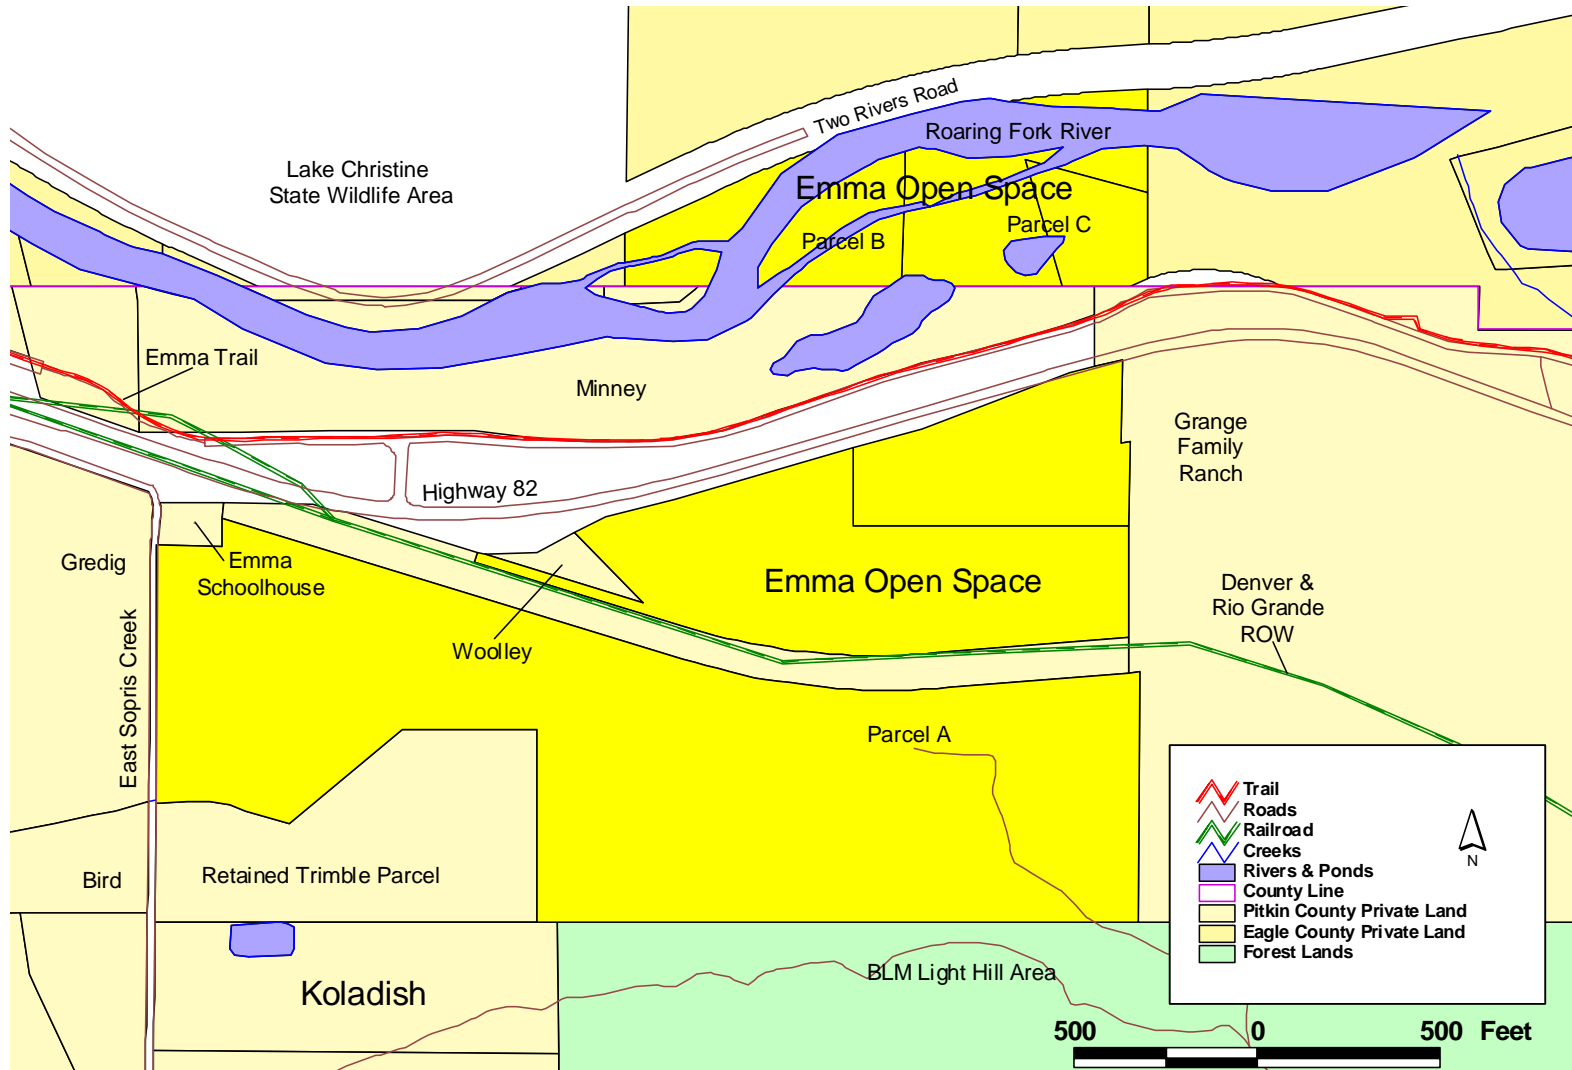 Two Rivers Road
Roaring Fork River
Lake Christine
State Wildlife Area
Emma Open Space
Parcel C
Parcel B
Emma Trail
Minney
Grange
Family
Ranch
Highway 82
Gredig
Emma
Schoolhouse
Emma Open Space
Denver &
Rio Grande
ROW
Woolley
East Sopris Creek
Parcel A
Bird
Retained Trimble Parcel
Koladish
BLM Light Hill Area
Trail
Roads
Railroad
Creeks
Rivers & Ponds
County Line
Pitkin County Private Land
Eagle County Private Land
Forest Lands
N
500 0 500 Feet